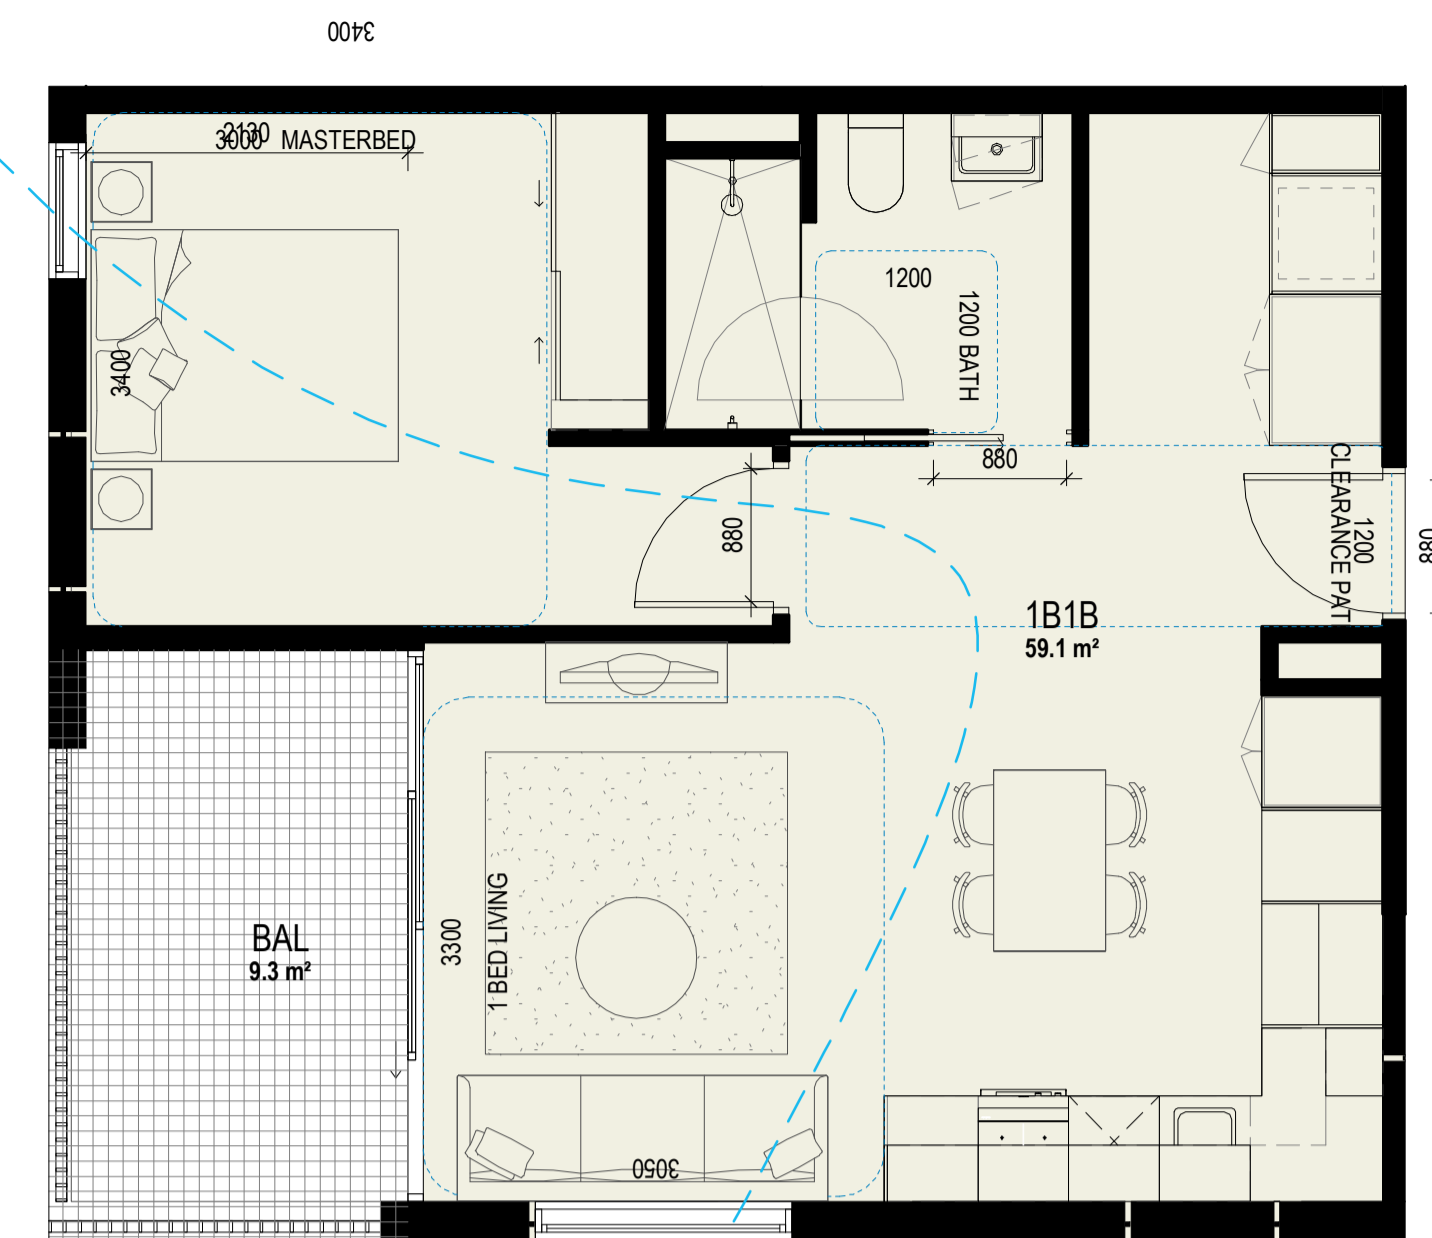 3400
2130
3000 MASTERBED
3400
1200
1200 BATH
880
880
CLEARANCE PAT
1200
880
1B1B
59.1 m²
1 BED LIVING
3300
BAL
9.3 m²
3050